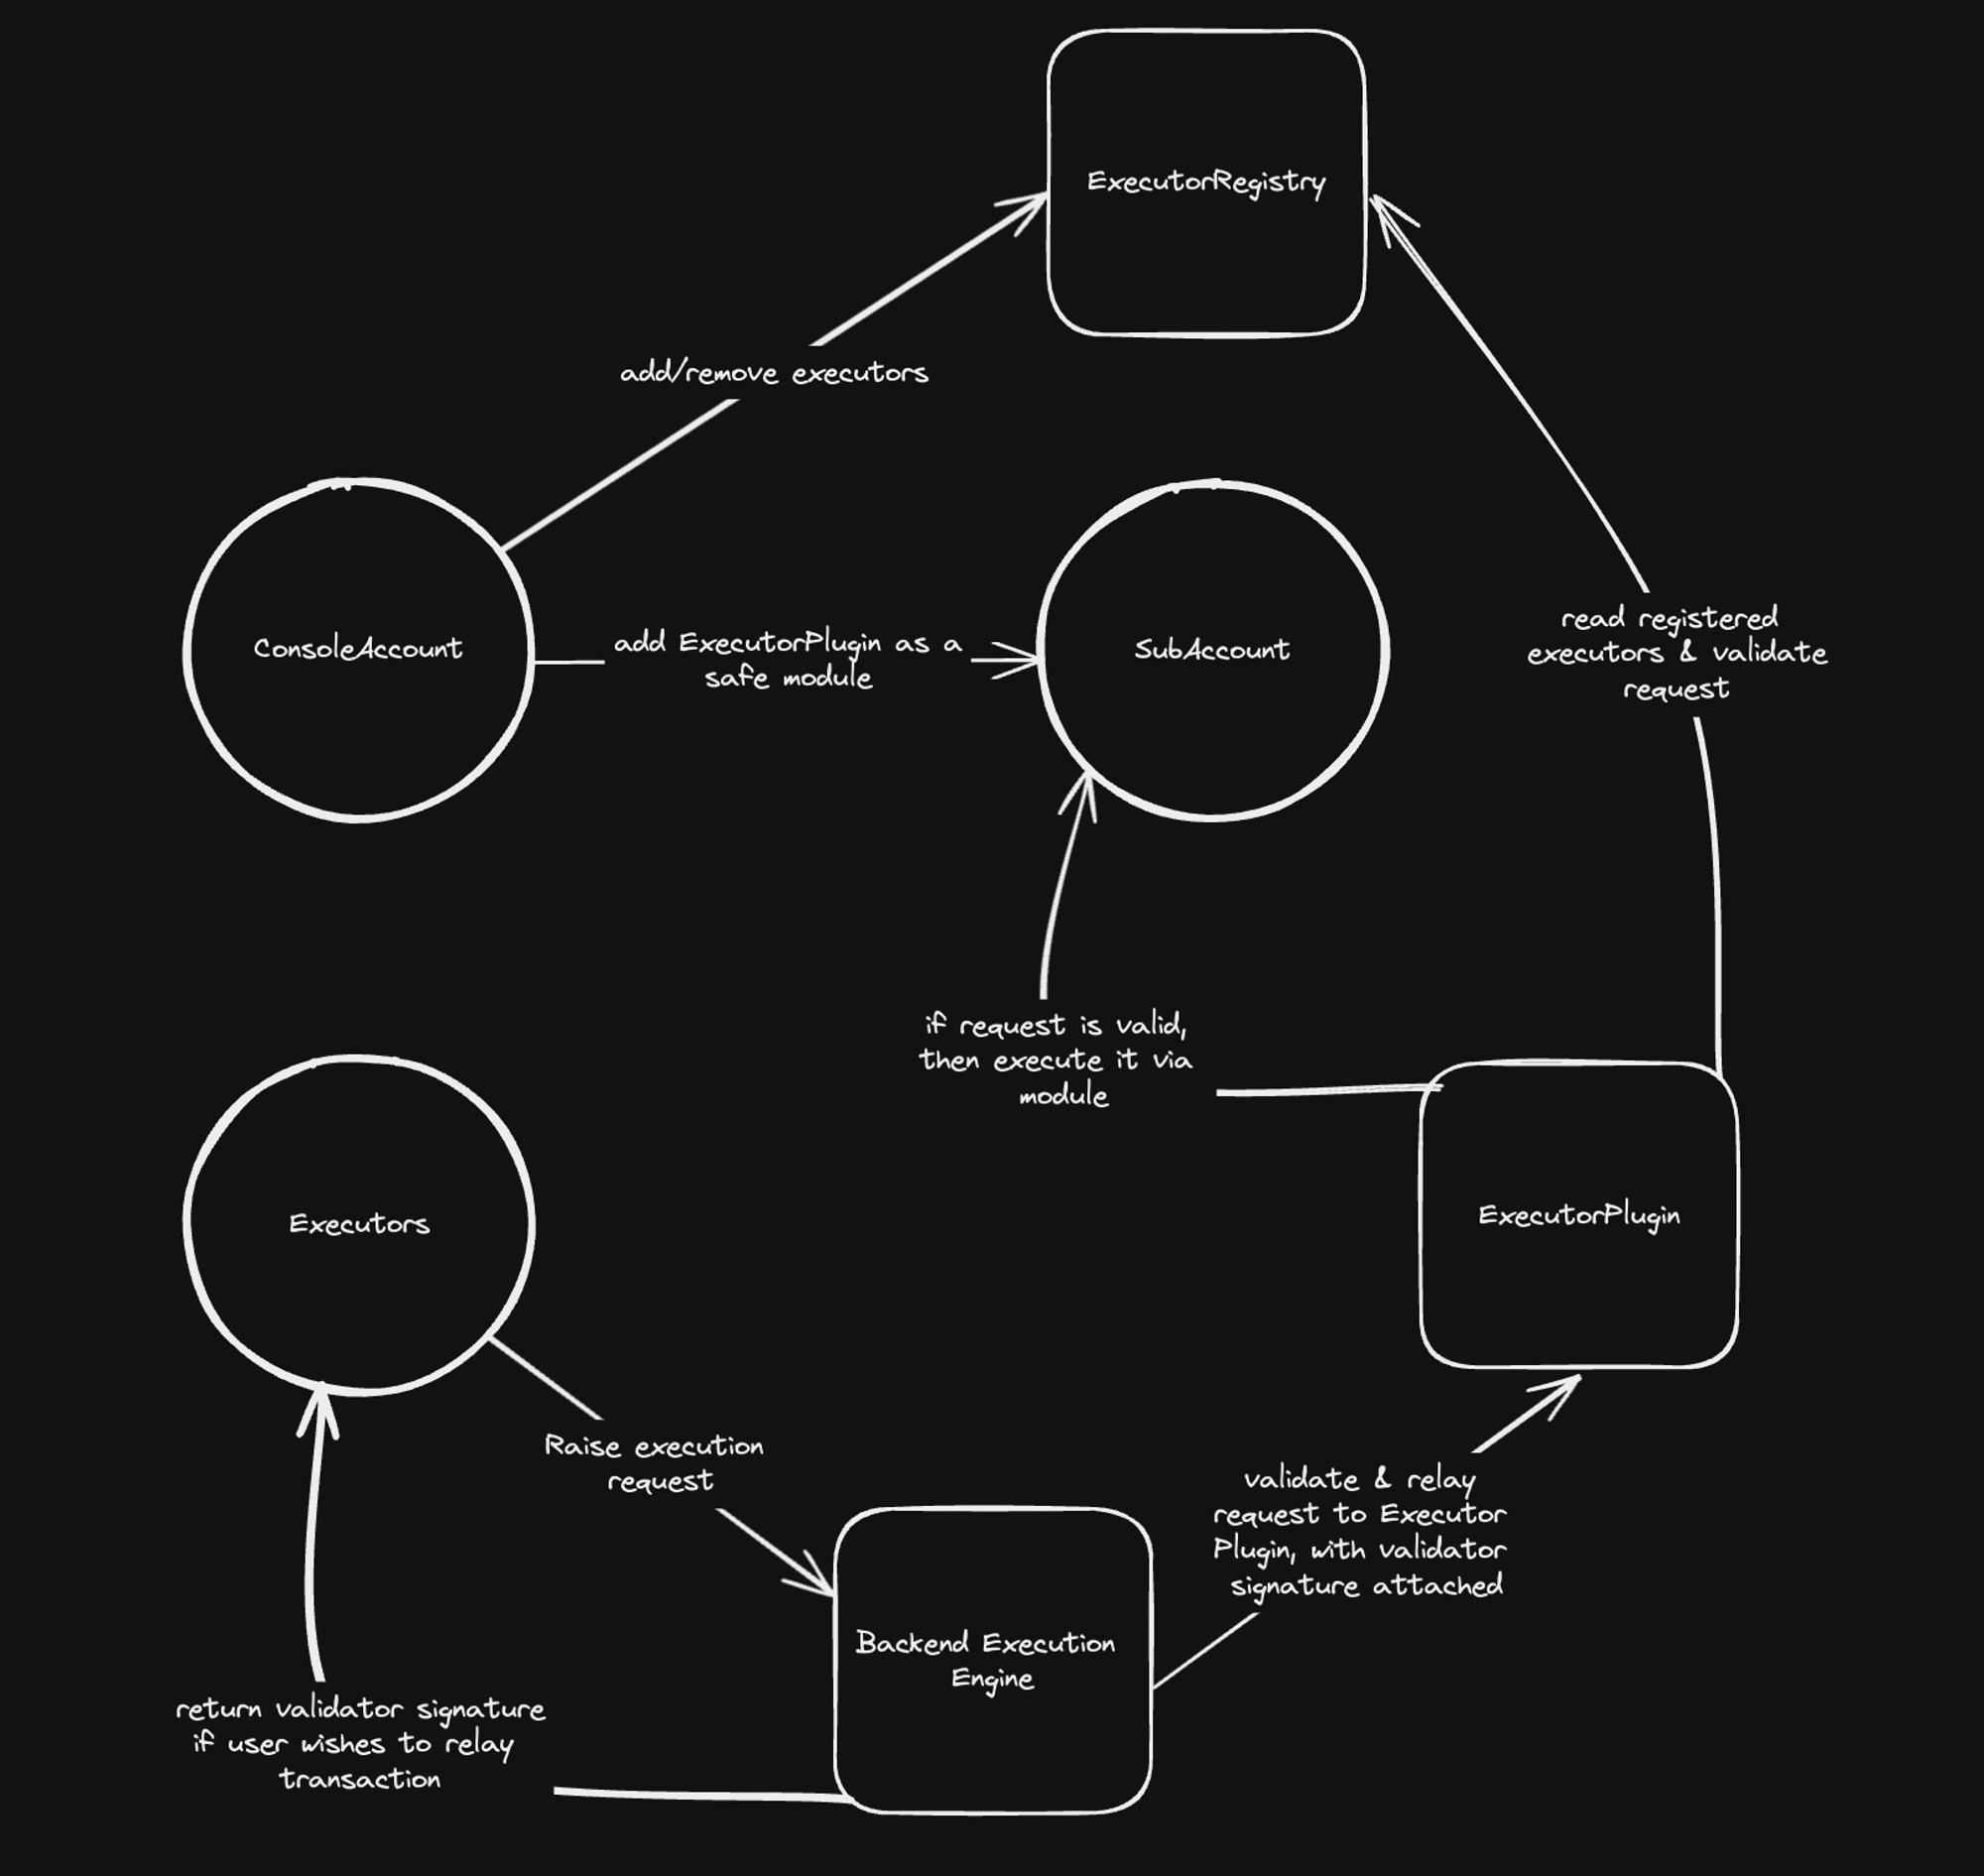 ExecutorRegistry
add/remove executors
ConsoleAccount
add ExecutorPlugin as a
safe module
SubAccount
read registered
executors & validate
request
if request is valid,
then execute it via
module
Executors
ExecutorPlugin
Raise execution
request
validate & relay
request to Executor
Plugin, with validator
signature attached
Backend Execution
Engine
return validator signature
if user wishes to relay
transaction